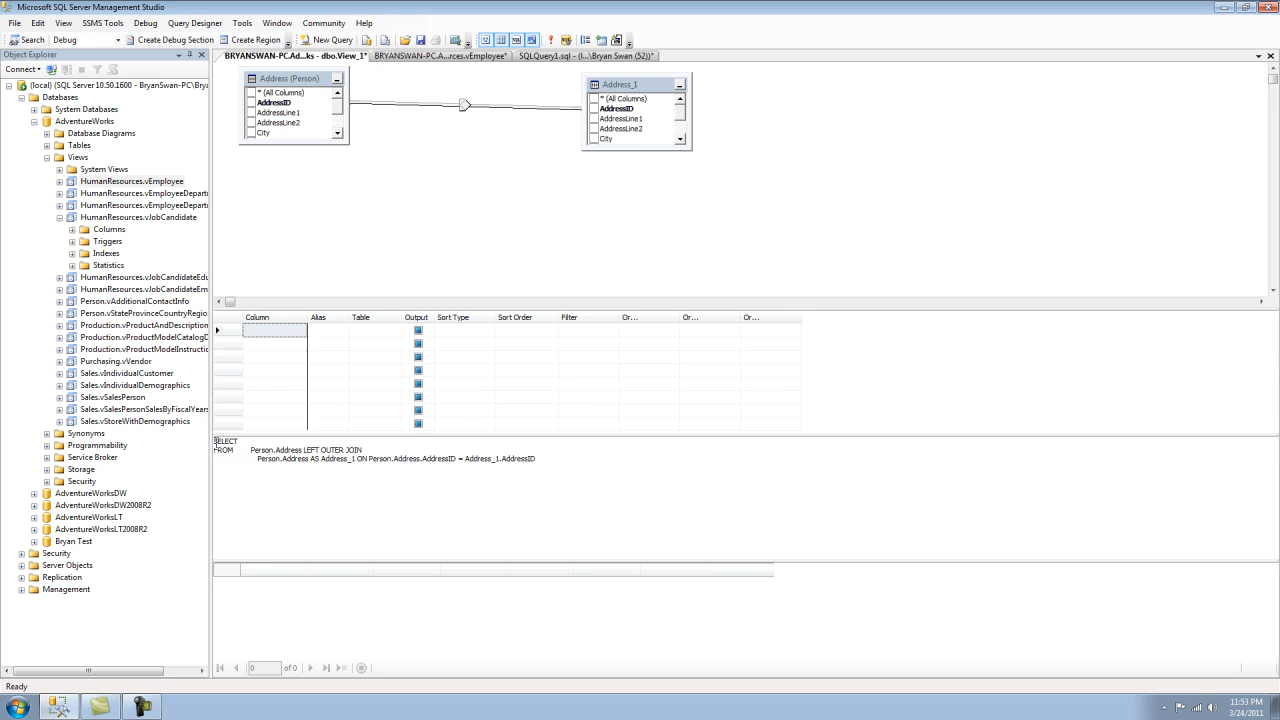 Microsoft SQL Server Management Studio
File Edit View SSMS Tools Debug Query Designer Tools Window Community Help
Search Debug Create Debug Section Create Region New Query
Object Explorer
BRYANSWAN-PC.Ad...ks - dbo.View_1* BRYANSWAN-PC.A...rces.vEmployee* SQLQuery1.sql - (l...\Bryan Swan (52))*
Connect
(local) (SQL Server 10.50.1600 - BryanSwan-PC\Brya
Databases
System Databases
AdventureWorks
Database Diagrams
Tables
Views
System Views
HumanResources.vEmployee
HumanResources.vEmployeeDepartr
HumanResources.vEmployeeDepartr
HumanResources.vJobCandidate
Columns
Triggers
Indexes
Statistics
HumanResources.vJobCandidateEdu
HumanResources.vJobCandidateEm
Person.vAdditionalContactInfo
Person.vStateProvinceCountryRegio
Production.vProductAndDescription
Production.vProductModelCatalogD
Production.vProductModelInstructio
Purchasing.vVendor
Sales.vIndividualCustomer
Sales.vIndividualDemographics
Sales.vSalesPerson
Sales.vSalesPersonSalesByFiscalYears
Sales.vStoreWithDemographics
Synonyms
Programmability
Service Broker
Storage
Security
AdventureWorksDW
AdventureWorksDW2008R2
AdventureWorksLT
AdventureWorksLT2008R2
Bryan Test
Security
Server Objects
Replication
Management
Address (Person)
* (All Columns)
AddressID
AddressLine1
AddressLine2
City
Address_1
* (All Columns)
AddressID
AddressLine1
AddressLine2
City
Column Alias Table Output Sort Type Sort Order Filter Or... Or... Or...
SELECT
FROM Person.Address LEFT OUTER JOIN
Person.Address AS Address_1 ON Person.Address.AddressID = Address_1.AddressID
0 of 0
Ready
11:53 PM
3/24/2011